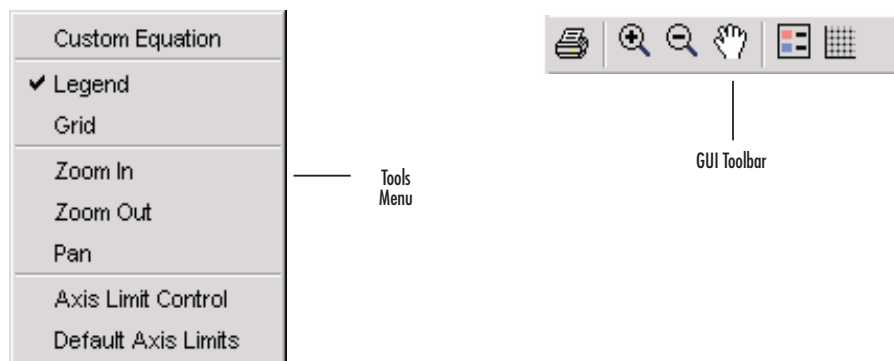 Custom Equation
Legend
Grid
Zoom In
Zoom Out
Pan
Axis Limit Control
Default Axis Limits
Tools
Menu
GUI Toolbar